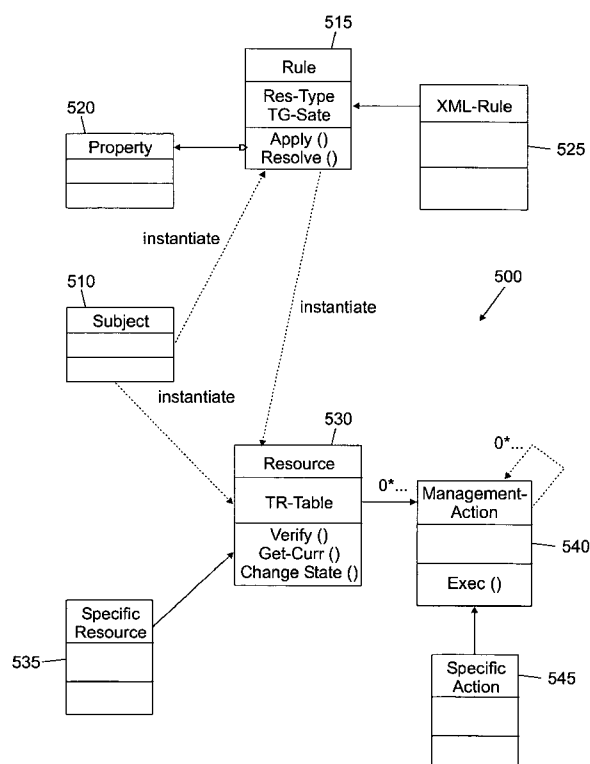 515
Rule
Res-Type
TG-Sate
Apply ()
Resolve ()
520
Property
XML-Rule
525
instantiate
510
Subject
instantiate
500
instantiate
530
Resource
TR-Table
Verify ()
Get-Curr ()
Change State ()
0*...
0*...
Management-
Action
540
Exec ()
Specific
Resource
535
Specific
Action
545